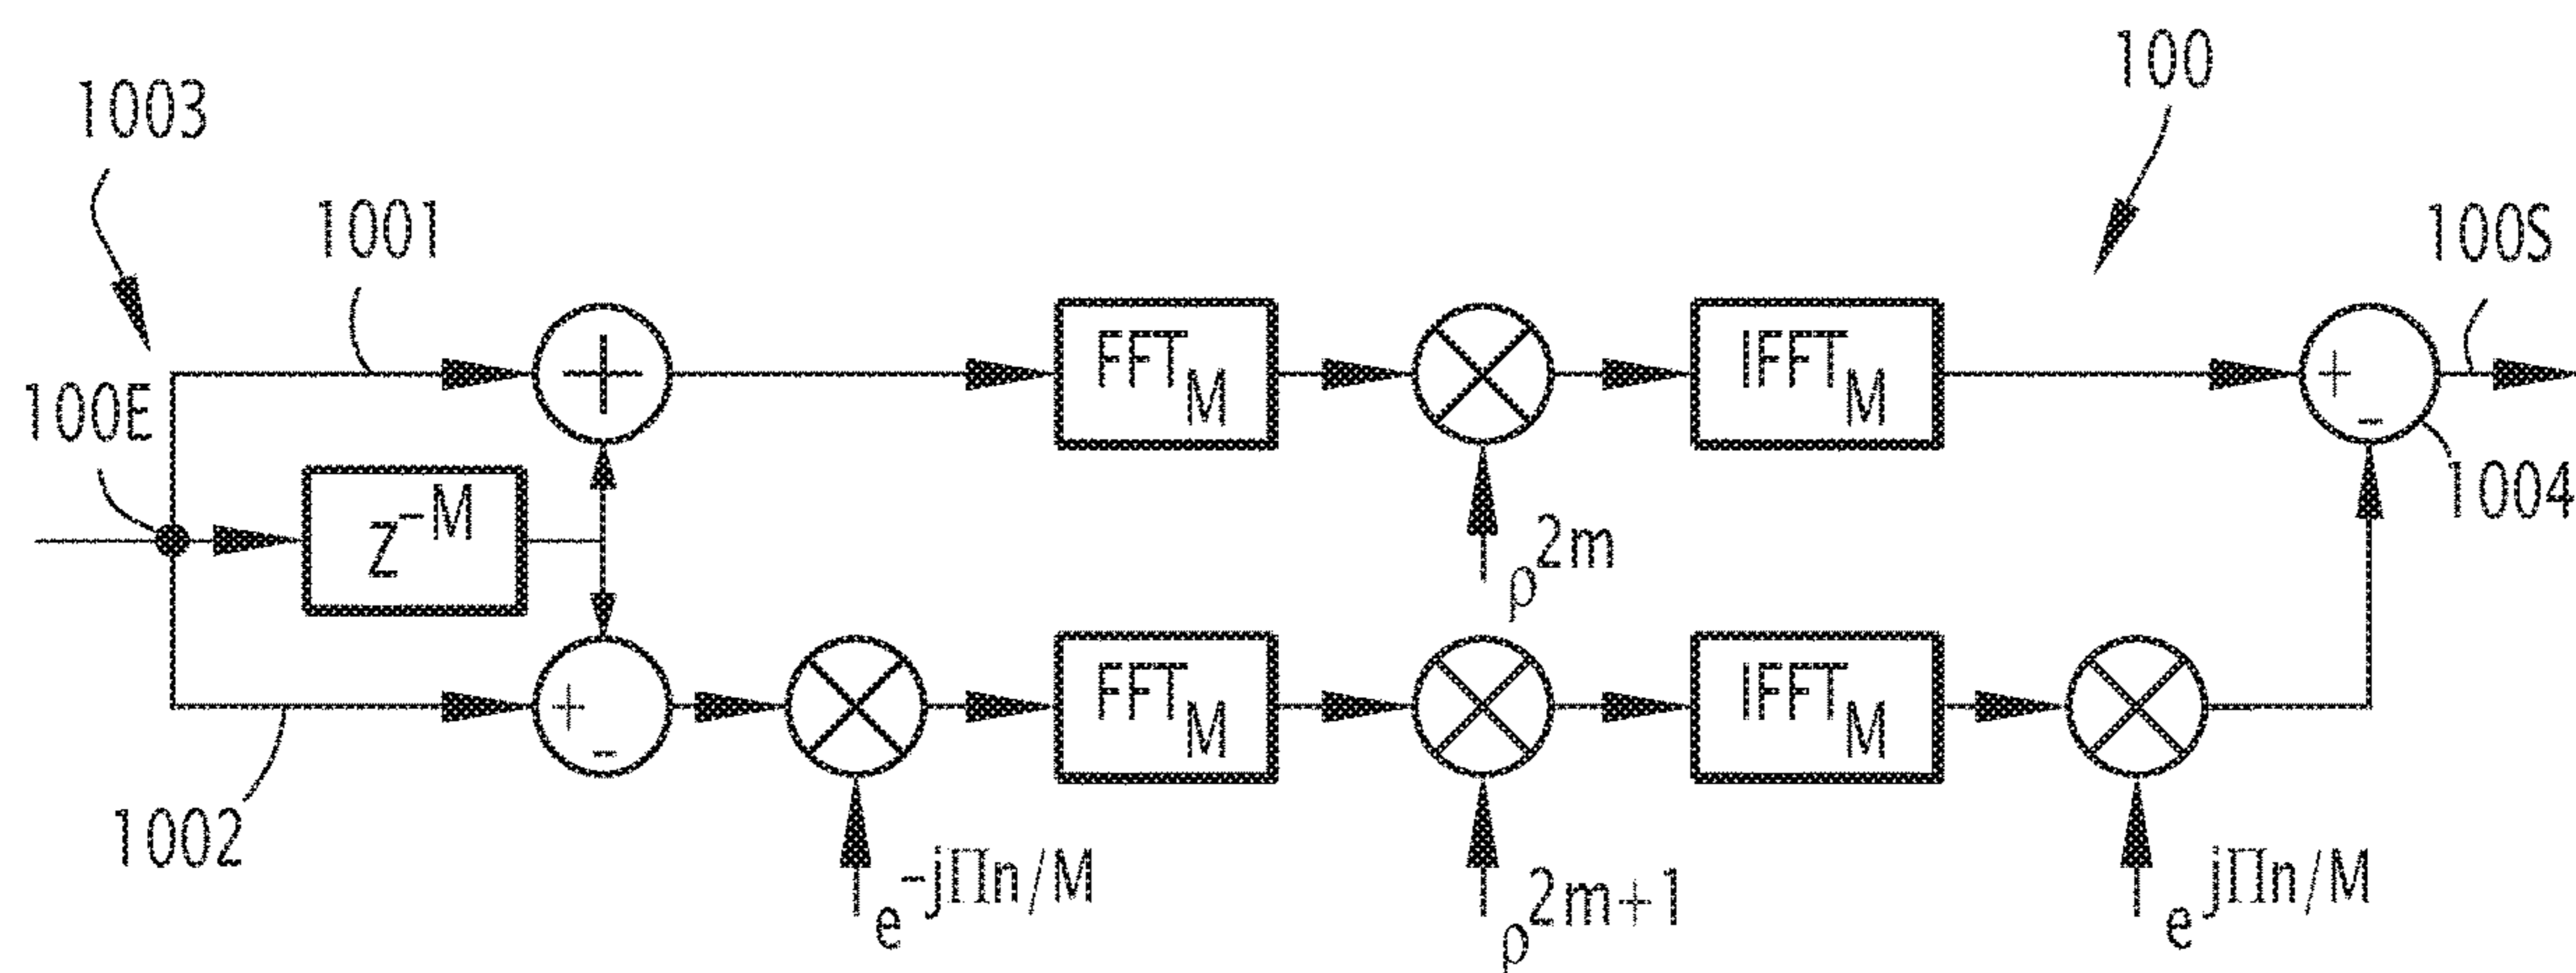 100
1003
1001
100S
100E
FFT_M
IFFT_M
+
-
1004
z^-M
ρ^2m
+
-
FFT_M
IFFT_M
1002
e^-jΠn/M
ρ^2m+1
e^jΠn/M